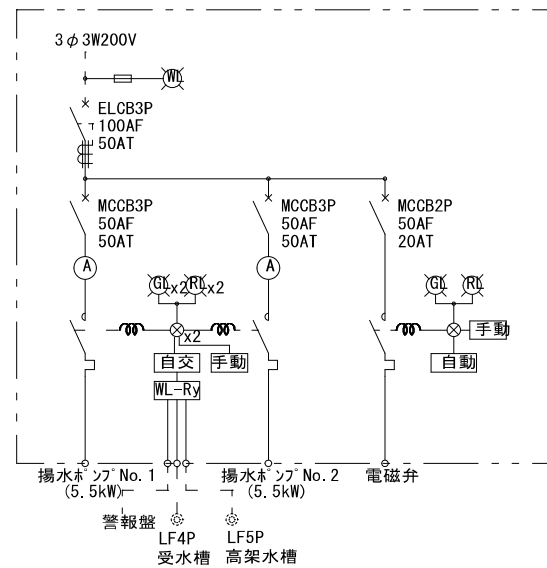 3φ3W200V
WL
ELCB3P
100AF
50AT
MCCB3P
50AF
50AT
MCCB3P
50AF
50AT
MCCB2P
50AF
20AT
A
A
GL x2 RL x2
GL RL
x2
手動
自交 手動
自動
WL-Ry
揚水ポンプNo.1
(5.5kW)
揚水ポンプNo.2
(5.5kW)
電磁弁
警報盤
LF4P
受水槽
LF5P
高架水槽